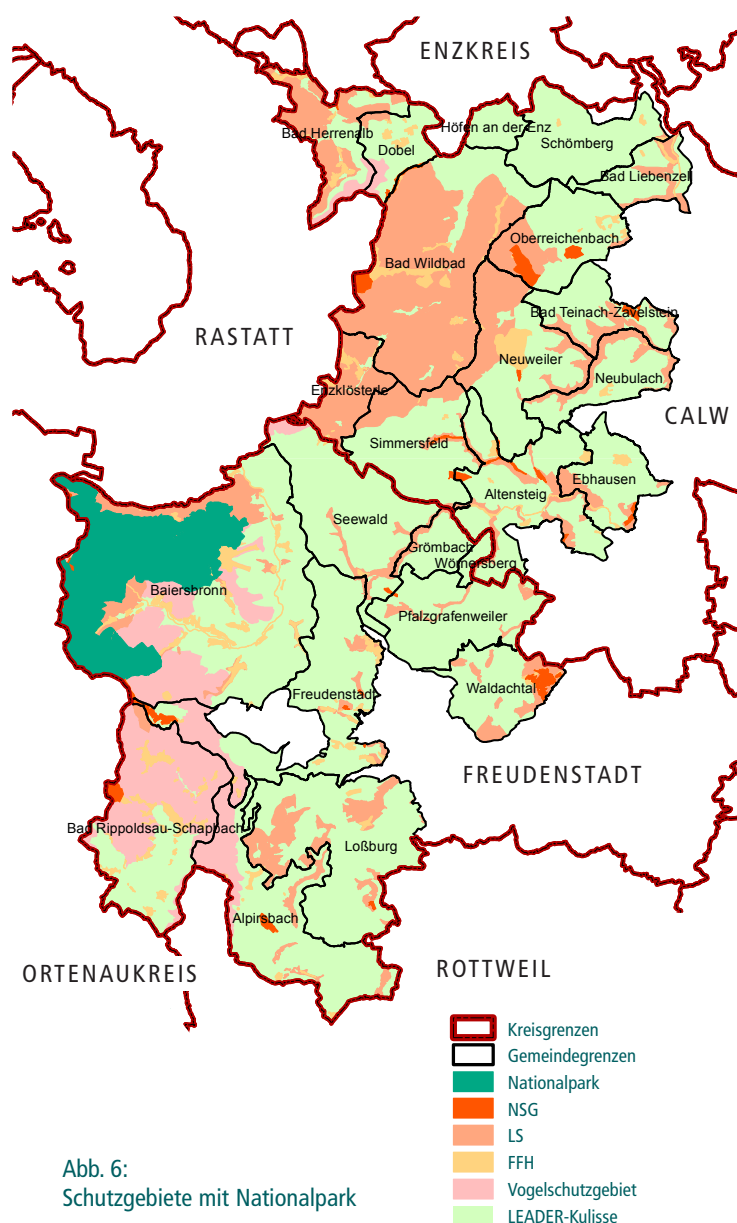 ENZKREIS
Bad Herrenalb
Höfen an der Enz
Dobel
Schömberg
Bad Liebenzell
Oberreichenbach
Bad Wildbad
Bad Teinach-Zavelstein
RASTATT
Neuweiler
Neubulach
Enzklösterle
CALW
Simmersfeld
Ebhausen
Altensteig
Seewald
Grömbach
Wörnersberg
Baiersbronn
Pfalzgrafenweiler
Waldachtal
Freudenstadt
FREUDENSTADT
Bad Rippoldsau-Schapbach
Loßburg
Alpirsbach
ORTENAUKREIS
ROTTWEIL
Kreisgrenzen
Gemeindegrenzen
Nationalpark
NSG
LS
FFH
Vogelschutzgebiet
LEADER-Kulisse
Abb. 6:
Schutzgebiete mit Nationalpark